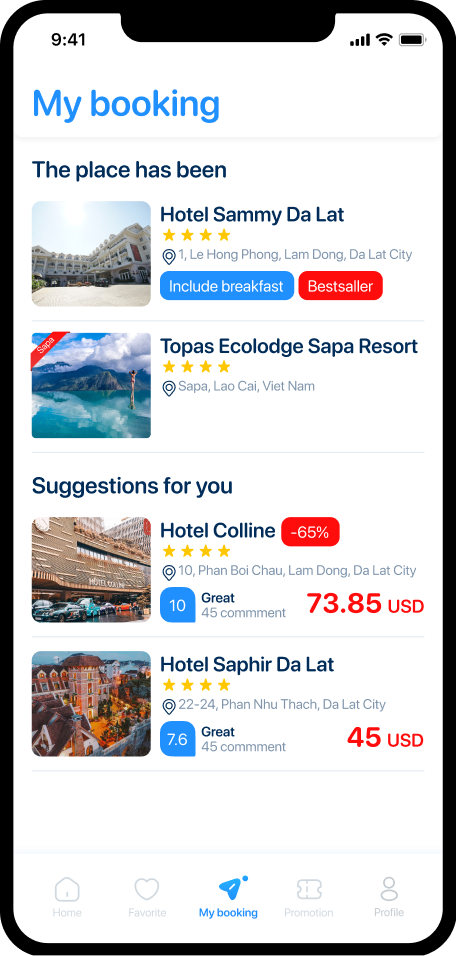 9:41
My booking
The place has been
Hotel Sammy Da Lat
1, Le Hong Phong, Lam Dong, Da Lat City
Include breakfast
Bestsaller
Sapa
Topas Ecolodge Sapa Resort
Sapa, Lao Cai, Viet Nam
Suggestions for you
Hotel Colline
-65%
10, Phan Boi Chau, Lam Dong, Da Lat City
HÔTEL COLLINE
10
Great
45 commment
73.85 USD
Hotel Saphir Da Lat
22-24, Phan Nhu Thach, Da Lat City
7.6
Great
45 commment
45 USD
Home
Favorite
My booking
Promotion
Profile